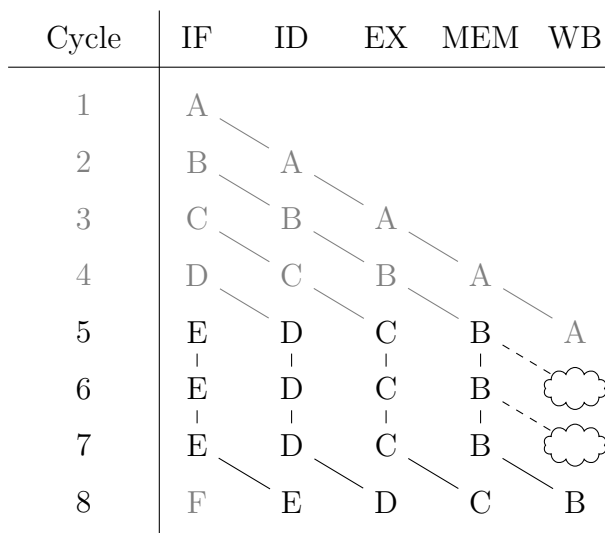 Cycle IF ID EX MEM WB
1 A
2 B A
3 C B A
4 D C B A
5 E D C B A
6 E D C B
7 E D C B
8 F E D C B